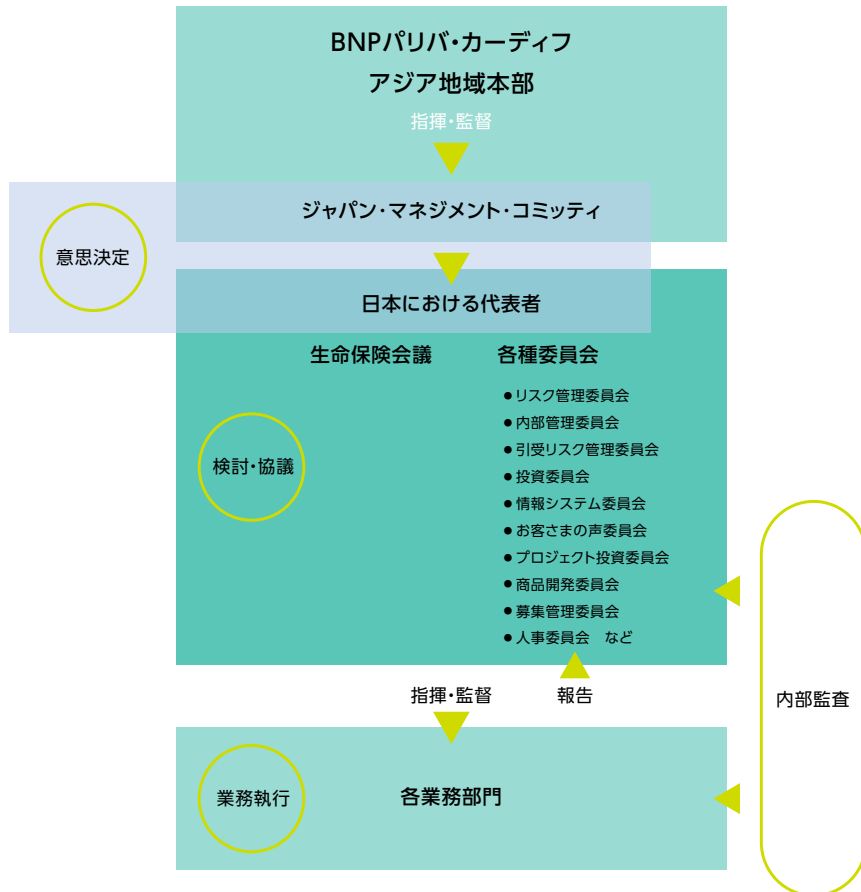 BNPパリバ・カーディフ
アジア地域本部
指揮・監督
ジャパン・マネジメント・コミッティ
意思決定
日本における代表者
生命保険会議
各種委員会
●リスク管理委員会
●内部管理委員会
●引受リスク管理委員会
●投資委員会
●情報システム委員会
●お客さまの声委員会
●プロジェクト投資委員会
●商品開発委員会
●募集管理委員会
●人事委員会　など
検討・協議
指揮・監督
報告
内部監査
業務執行
各業務部門